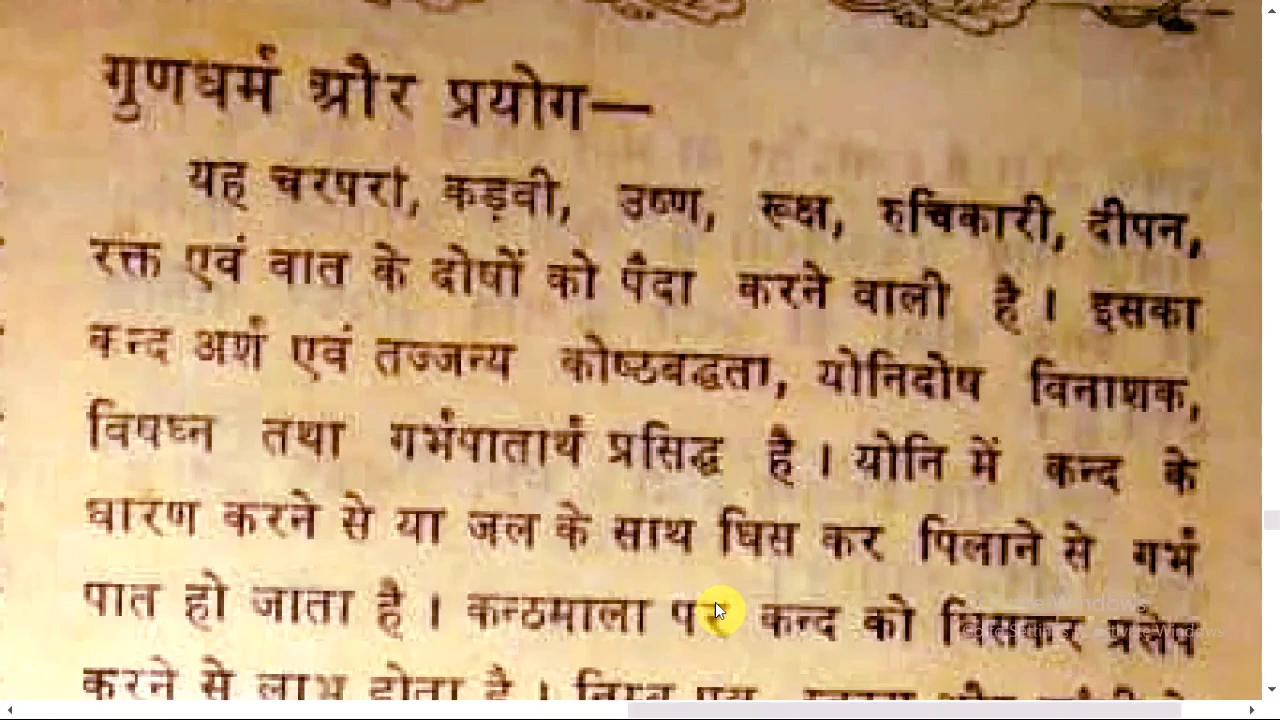 गुणधर्म और प्रयोग—
यह चरपरी, कड़वी, उष्ण, रूक्ष, रुचिकारी, दीपन,
रक्त एवं वात के दोषों को पैदा करने वाली है । इसका
कन्द अर्श एवं तज्जन्य कोष्ठबद्धता, योनिदोष विनाशक,
विषघ्न तथा गर्भपातार्थ प्रसिद्ध है । योनि में कन्द के
धारण करने से या जल के साथ घिस कर पिलाने से गर्भ
पात हो जाता है । कन्ठमाला पर कन्द को घिसकर प्रलेप
करने से लाभ होता है ।